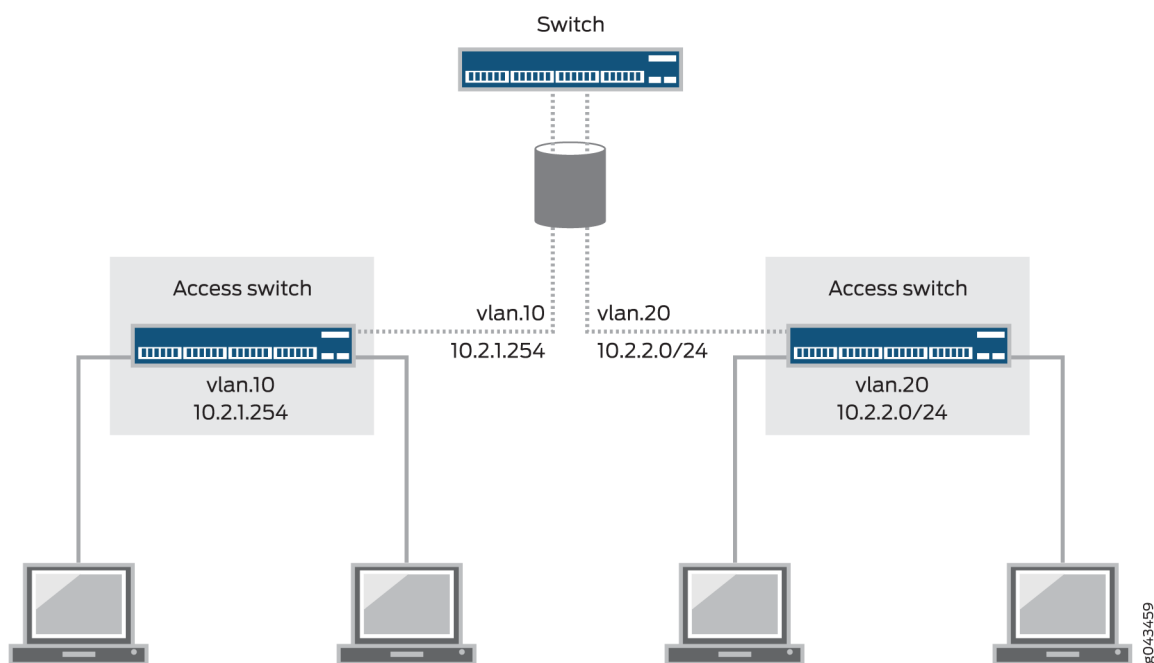 Switch
vlan.10
10.2.1.254
vlan.20
10.2.2.0/24
Access switch
vlan.10
10.2.1.254
Access switch
vlan.20
10.2.2.0/24
g043459